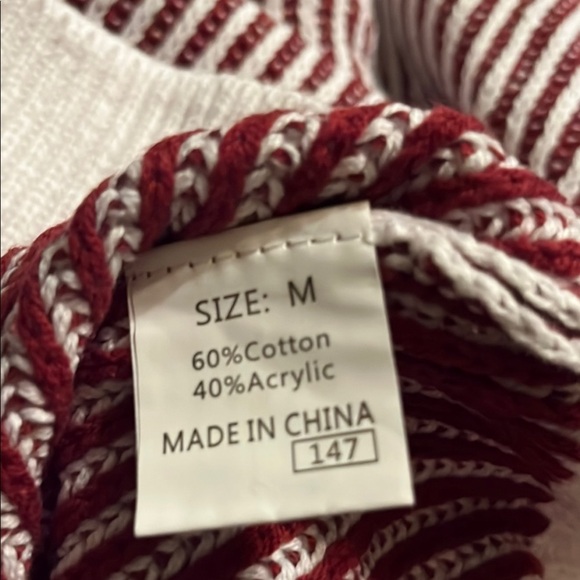 SIZE: M
60%Cotton
40%Acrylic
MADE IN CHINA
147